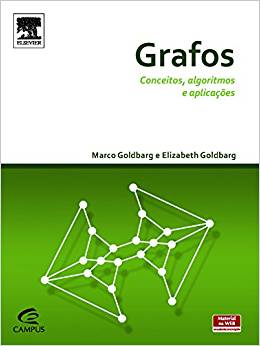 ELSEVIER
Grafos
Conceitos, algoritmos
e aplicações
Marco Goldbarg e Elizabeth Goldbarg
CAMPUS
Material
na WEB